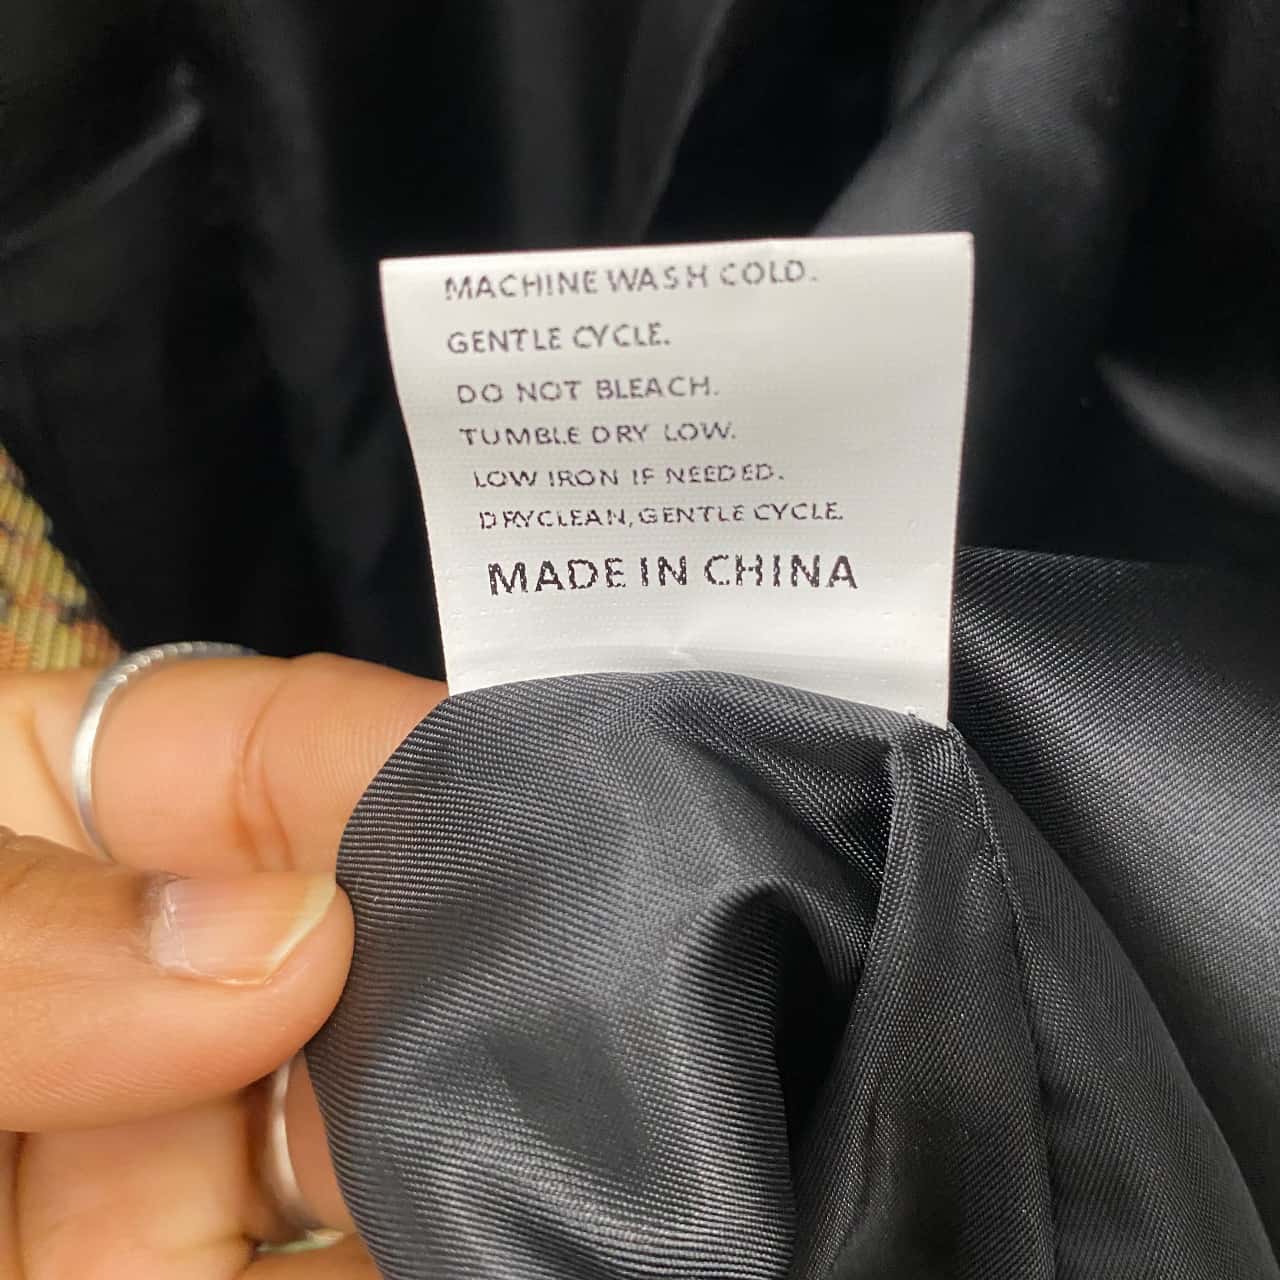 MACHINE WASH COLD.
GENTLE CYCLE.
DO NOT BLEACH.
TUMBLE DRY LOW.
LOW IRON IF NEEDED.
DRYCLEAN, GENTLE CYCLE.
MADE IN CHINA